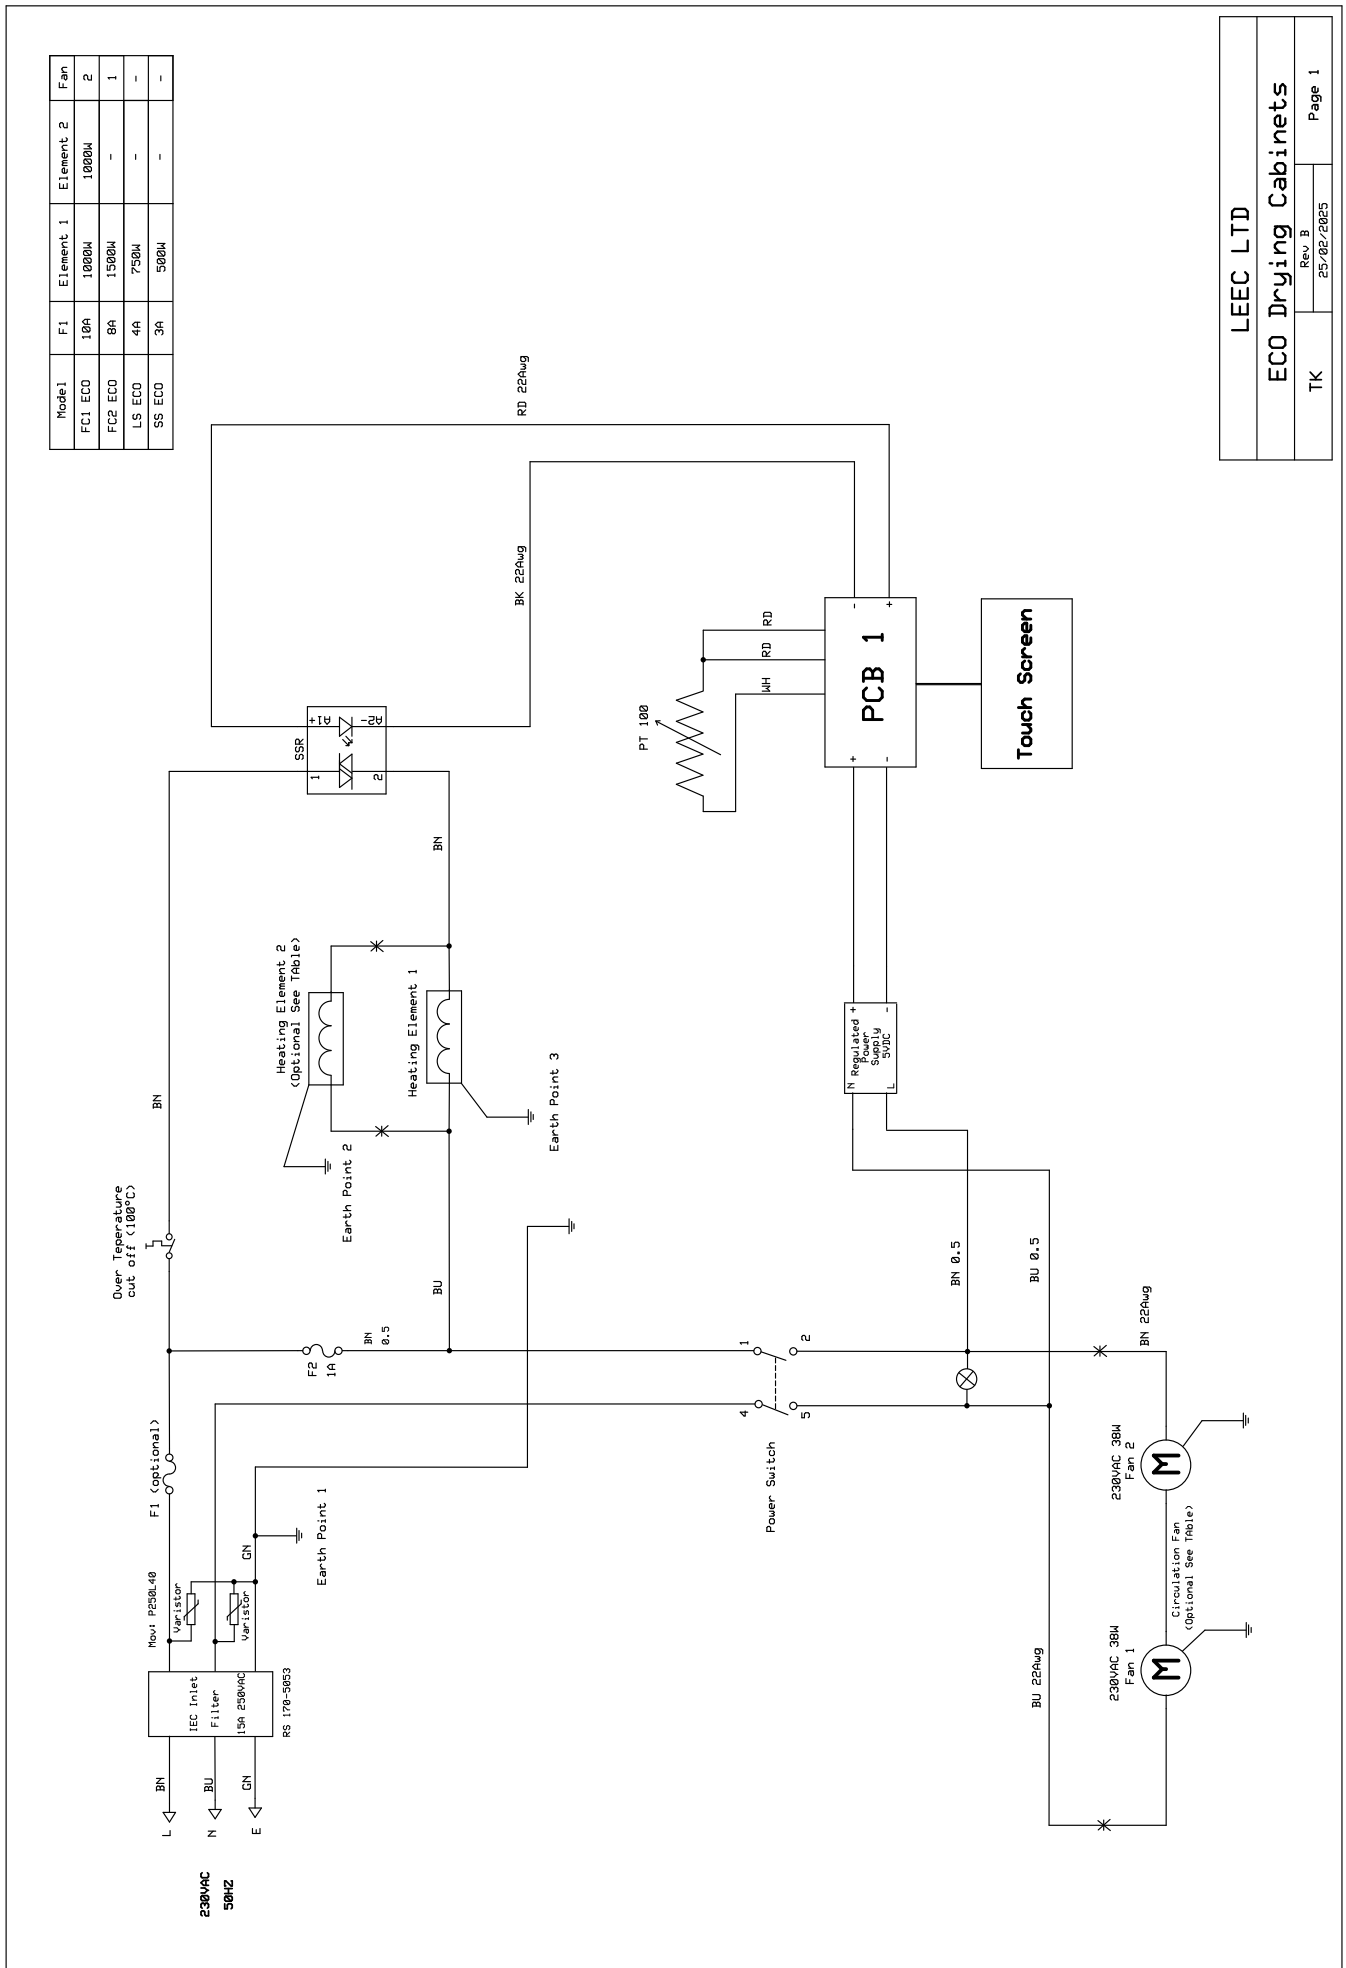 Model F1 Element 1 Element 2 Fan
FC1 ECO 10A 1000W 1000W 2
FC2 ECO 8A 1500W - 1
LS ECO 4A 750W - -
SS ECO 3A 500W - -
230VAC
50HZ
L
N
E
BN
BU
GN
IEC Inlet
Filter
15A 250VAC
RS 170-5053
Mov: P250L40
Varistor
Varistor
GN
Earth Point 1
F1 (optional)
Over Teperature
cut off (100°C)
F2
1A
BN
0.5
BN
BU
Earth Point 2
Heating Element 2
(Optional See TAble)
Heating Element 1
Earth Point 3
BN
SSR
1
2
A1+
A2-
RD 22Awg
BK 22Awg
PT 100
WH
RD
RD
PCB 1
+
-
-
+
Touch Screen
N
L
Regulated
Power
Supply
5VDC
+
-
Power Switch
1
2
4
5
BN 0.5
BU 0.5
BN 22Awg
BU 22Awg
230VAC 38W
Fan 1
M
Circulation Fan
(Optional See TAble)
230VAC 38W
Fan 2
M
LEEC LTD
ECO Drying Cabinets
TK
Rev B
25/02/2025
Page 1